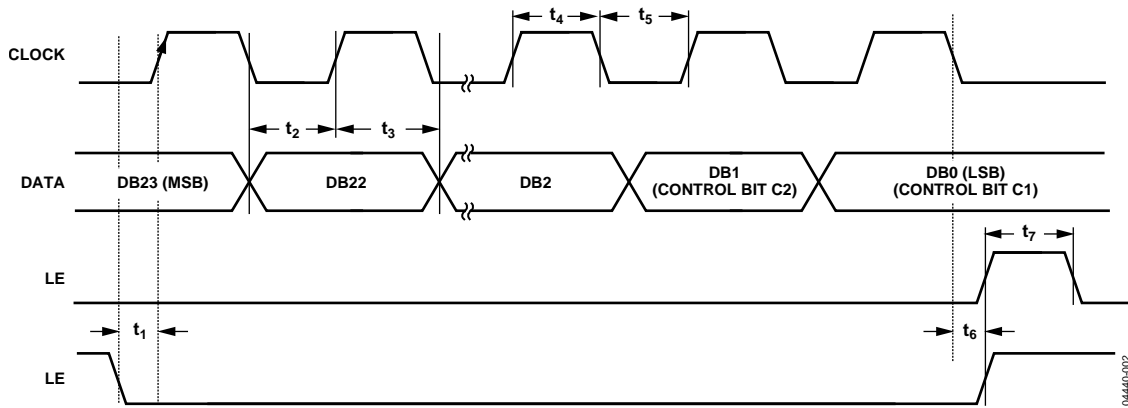 t4 t5
CLOCK
t2 t3
DATA DB23 (MSB) DB22 DB2 DB1 (CONTROL BIT C2) DB0 (LSB) (CONTROL BIT C1)
t7
LE
t1 t6
LE
04440-002